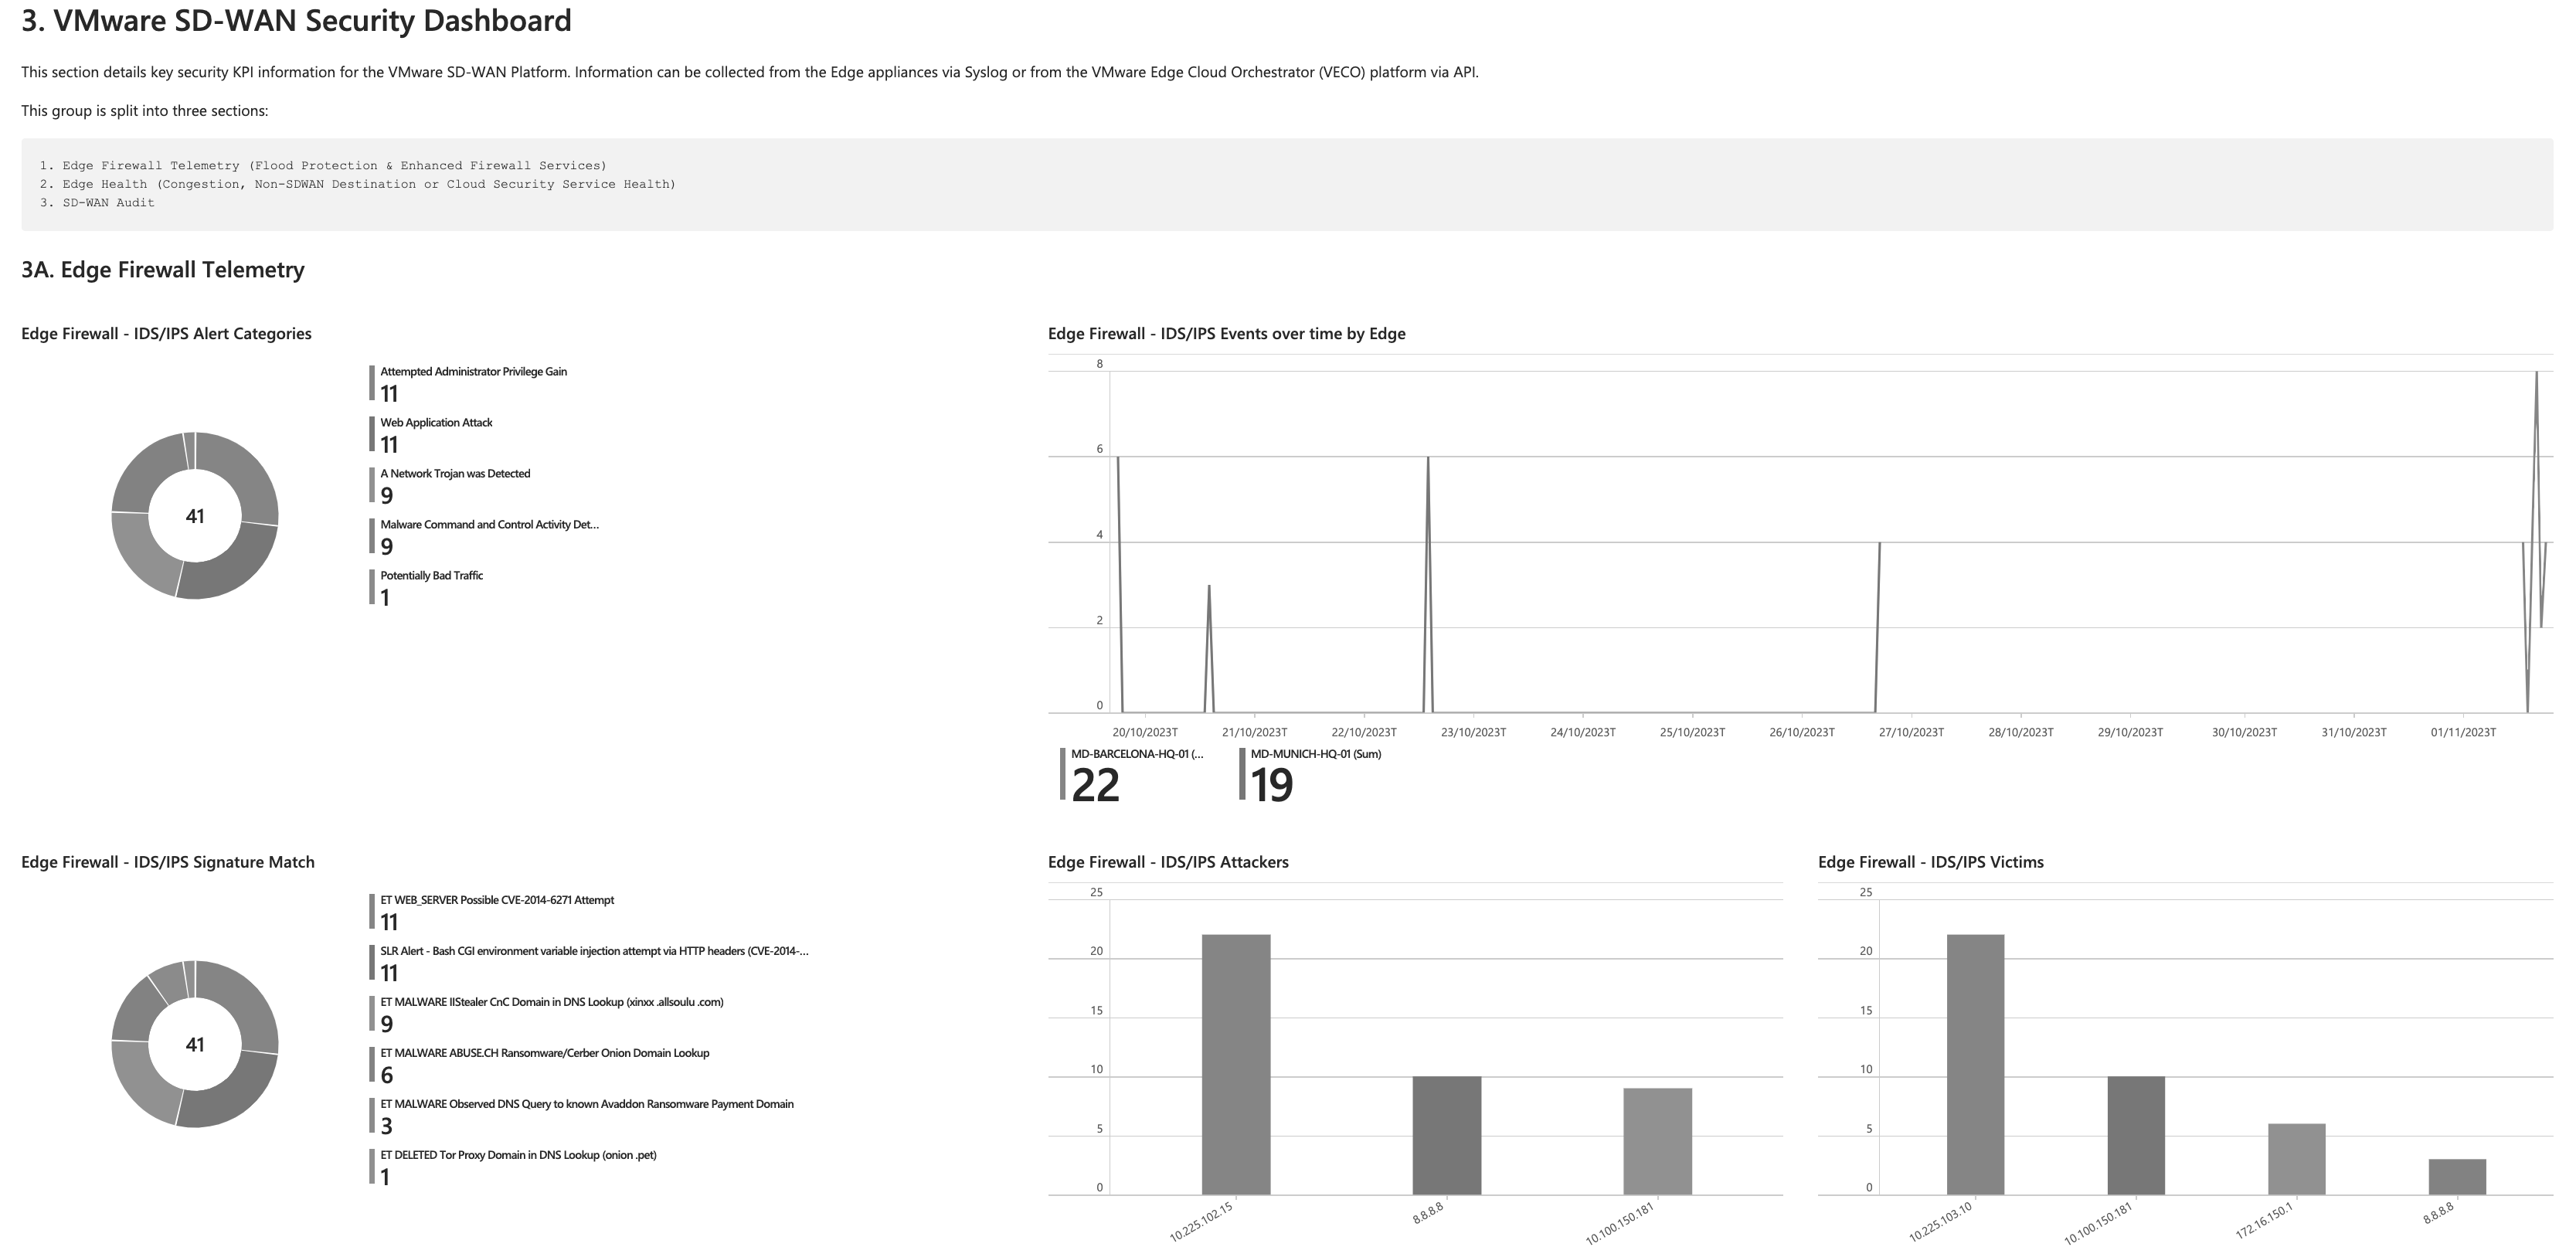 3. VMware SD-WAN Security Dashboard
This section details key security KPI information for the VMware SD-WAN Platform. Information can be collected from the Edge appliances via Syslog or from the VMware Edge Cloud Orchestrator (VECO) platform via API.
This group is split into three sections:
1. Edge Firewall Telemetry (Flood Protection & Enhanced Firewall Services)
2. Edge Health (Congestion, Non-SDWAN Destination or Cloud Security Service Health)
3. SD-WAN Audit
3A. Edge Firewall Telemetry
Edge Firewall - IDS/IPS Alert Categories
41
Attempted Administrator Privilege Gain
11
Web Application Attack
11
A Network Trojan was Detected
9
Malware Command and Control Activity Det...
9
Potentially Bad Traffic
1
Edge Firewall - IDS/IPS Events over time by Edge
8
6
4
2
0
20/10/2023T
21/10/2023T
22/10/2023T
23/10/2023T
24/10/2023T
25/10/2023T
26/10/2023T
27/10/2023T
28/10/2023T
29/10/2023T
30/10/2023T
31/10/2023T
01/11/2023T
MD-BARCELONA-HQ-01 (...
22
MD-MUNICH-HQ-01 (Sum)
19
Edge Firewall - IDS/IPS Signature Match
41
ET WEB_SERVER Possible CVE-2014-6271 Attempt
11
SLR Alert - Bash CGI environment variable injection attempt via HTTP headers (CVE-2014-...
11
ET MALWARE IIStealer CnC Domain in DNS Lookup (xinxx .allsoulu .com)
9
ET MALWARE ABUSE.CH Ransomware/Cerber Onion Domain Lookup
6
ET MALWARE Observed DNS Query to known Avaddon Ransomware Payment Domain
3
ET DELETED Tor Proxy Domain in DNS Lookup (onion .pet)
1
Edge Firewall - IDS/IPS Attackers
25
20
15
10
5
0
10.225.102.15
8.8.8.8
10.100.150.181
Edge Firewall - IDS/IPS Victims
25
20
15
10
5
0
10.225.103.10
10.100.150.181
172.16.150.1
8.8.8.8